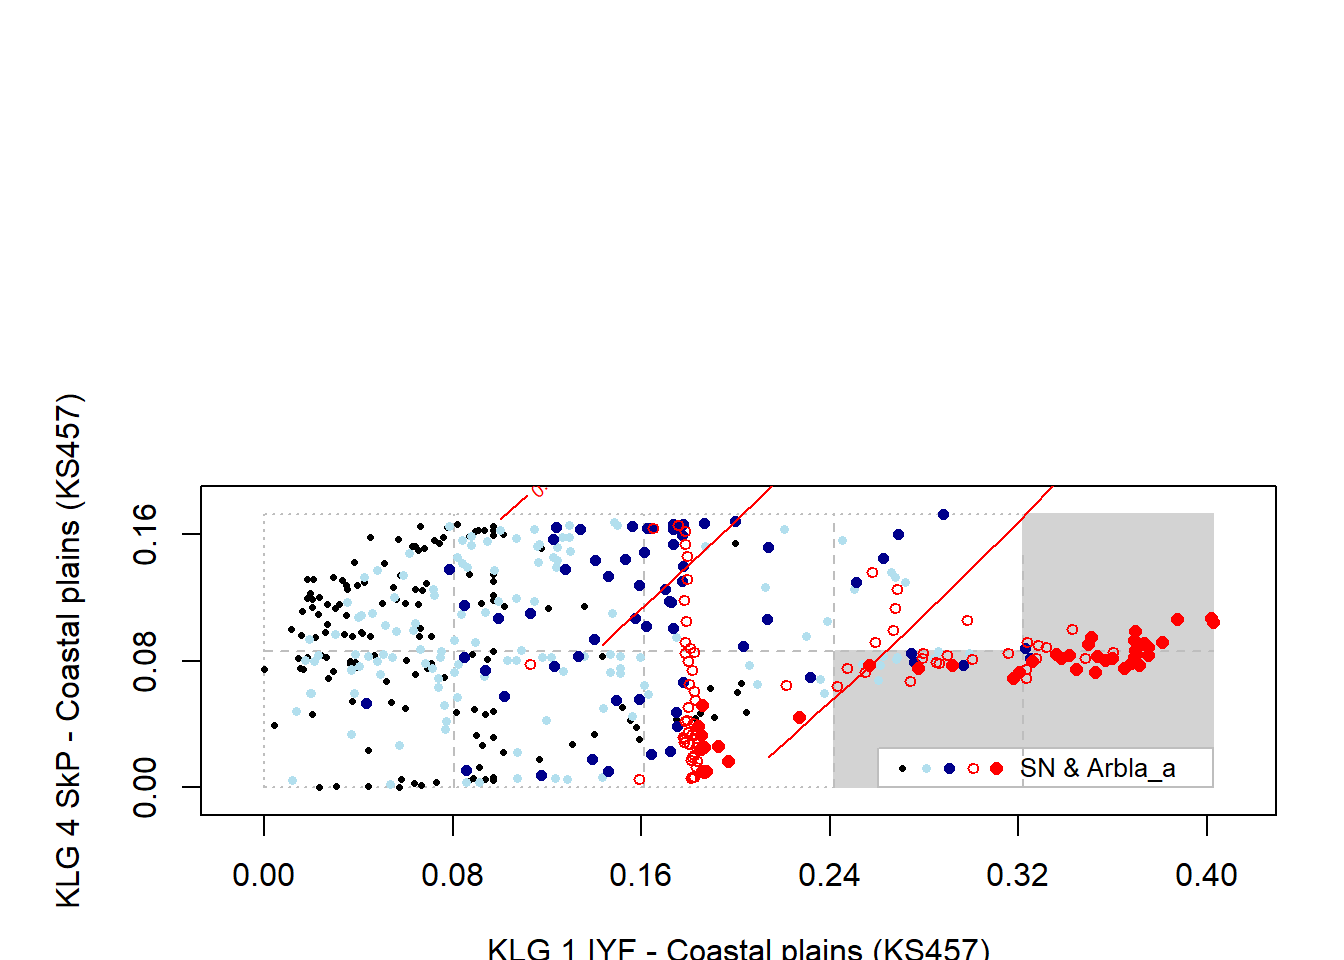 KLG 4 SkP - Coastal plains (KS457)
0.16
0.08
0.00
SN & Arbla_a
0.00 0.08 0.16 0.24 0.32 0.40
KLG 1 IYF - Coastal plains (KS457)